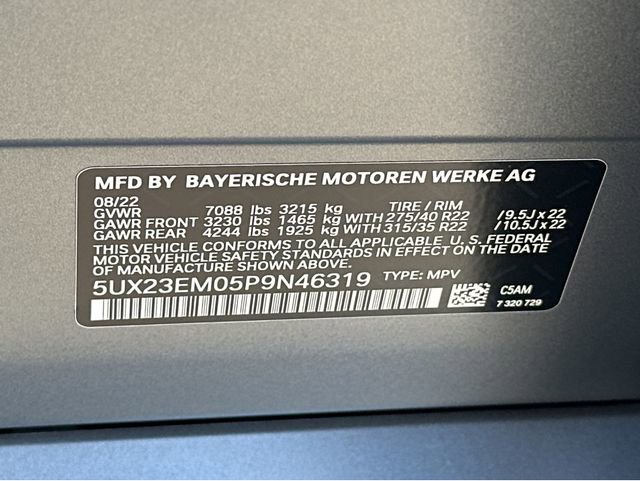 MFD BY BAYERISCHE MOTOREN WERKE AG
08/22
GVWR 7088 lbs 3215 kg TIRE / RIM
GAWR FRONT 3230 lbs 1465 kg WITH 275/40 R22 / 9.5J x 22
GAWR REAR 4244 lbs 1925 kg WITH 315/35 R22 / 10.5J x 22
THIS VEHICLE CONFORMS TO ALL APPLICABLE U. S. FEDERAL
MOTOR VEHICLE SAFETY STANDARDS IN EFFECT ON THE DATE
OF MANUFACTURE SHOWN ABOVE.
5UX23EM05P9N46319 TYPE: MPV
C5AM
7 320 729